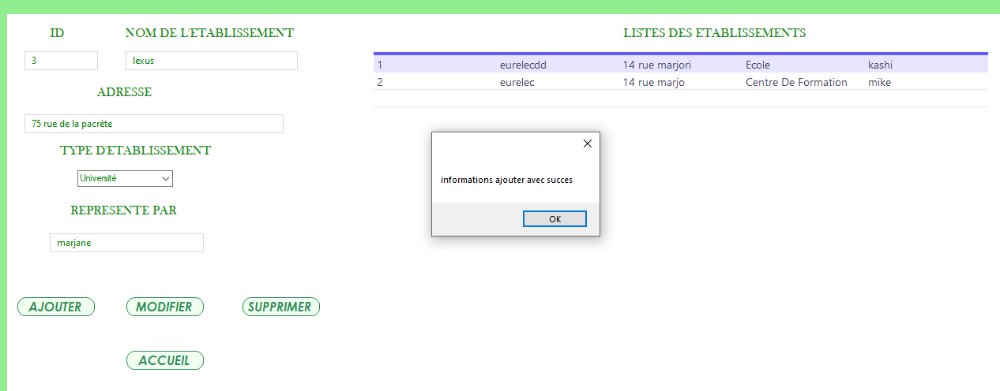 ID
NOM DE L'ETABLISSEMENT
3
lexus
ADRESSE
75 rue de la pacrète
TYPE D'ETABLISSEMENT
Université
REPRESENTE PAR
marjane
AJOUTER
MODIFIER
SUPPRIMER
ACCUEIL
LISTES DES ETABLISSEMENTS
1 eurelecdd 14 rue marjori Ecole kashi
2 eurelec 14 rue marjo Centre De Formation mike
informations ajouter avec succes
OK